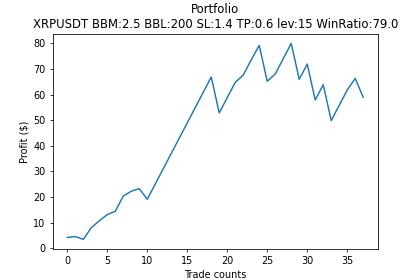 Portfolio
XRPUSDT BBM:2.5 BBL:200 SL:1.4 TP:0.6 lev:15 WinRatio:79.0
80
70
60
50
40
30
20
10
0
Profit ($)
0 5 10 15 20 25 30 35
Trade counts